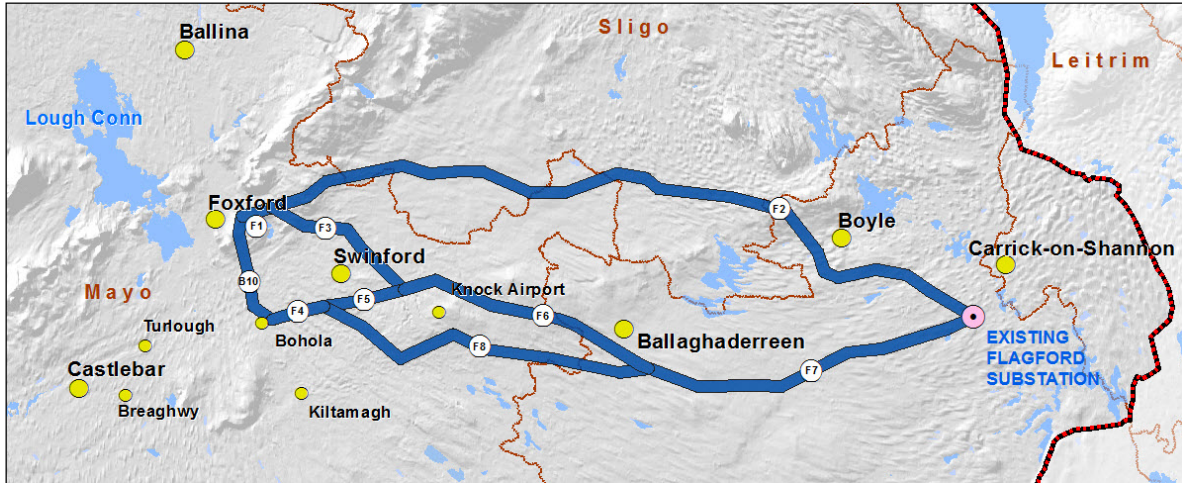 Sligo
Ballina
Leitrim
Lough Conn
Foxford
F1
F3
F2
Boyle
Carrick-on-Shannon
Swinford
B10
Mayo
F4
F5
Knock Airport
F6
Turlough
Bohola
Ballaghaderreen
EXISTING
FLAGFORD
SUBSTATION
F8
F7
Castlebar
Breaghwy
Kiltamagh